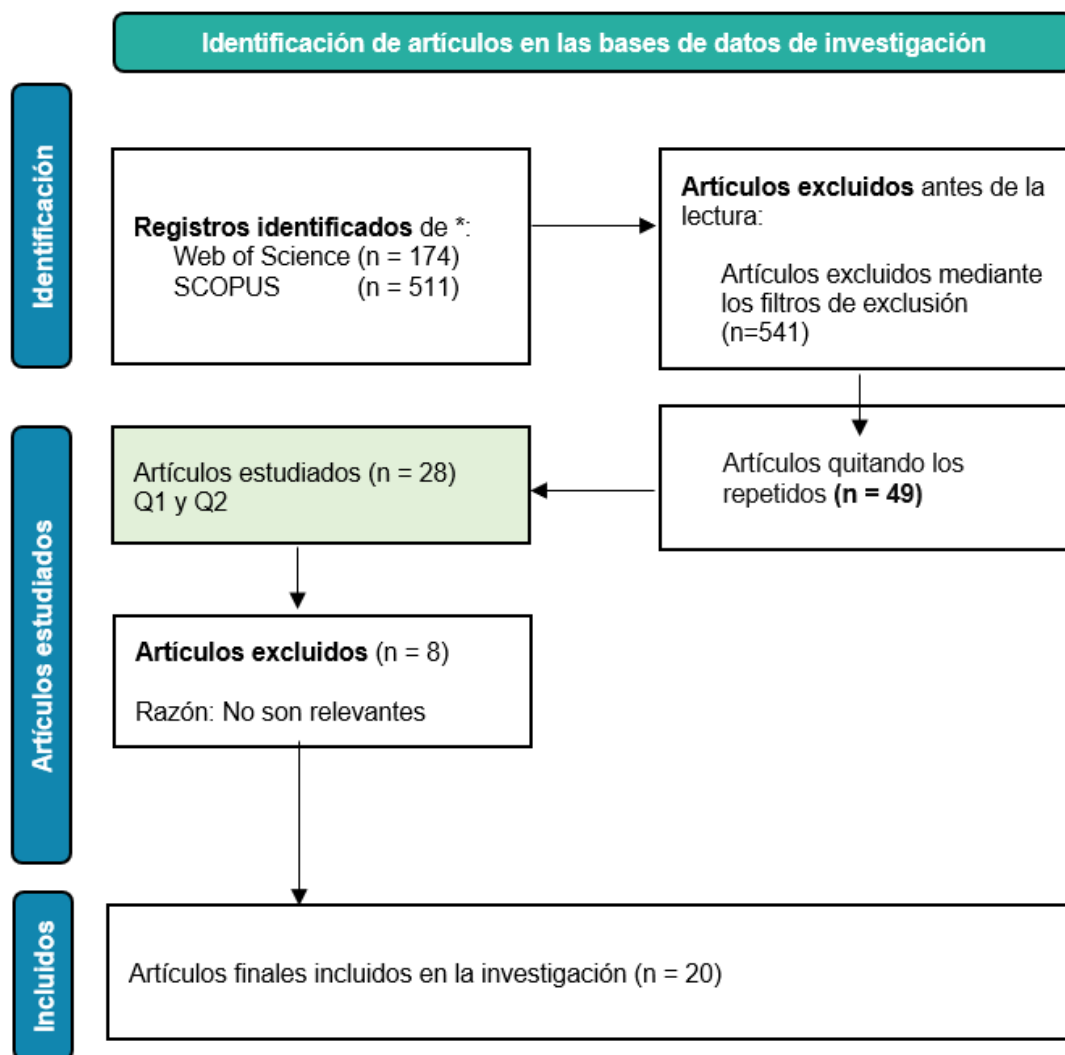 Identificación de artículos en las bases de datos de investigación
Identificación
Registros identificados de *:
Web of Science (n = 174)
SCOPUS (n = 511)
Artículos excluidos antes de la
lectura:
Artículos excluidos mediante
los filtros de exclusión
(n=541)
Artículos estudiados
Artículos quitando los
repetidos (n = 49)
Artículos estudiados (n = 28)
Q1 y Q2
Artículos excluidos (n = 8)
Razón: No son relevantes
Incluidos
Artículos finales incluidos en la investigación (n = 20)